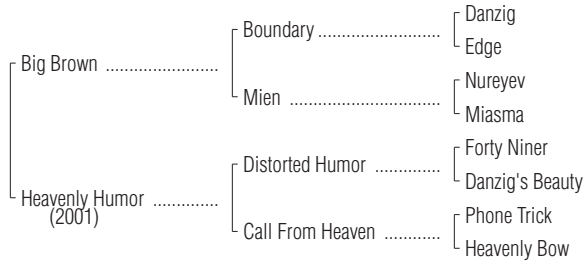 Danzig
Boundary
Edge
Big Brown
Nureyev
Mien
Miasma
Forty Niner
Distorted Humor
Danzig's Beauty
Heavenly Humor
(2001)
Phone Trick
Call From Heaven
Heavenly Bow